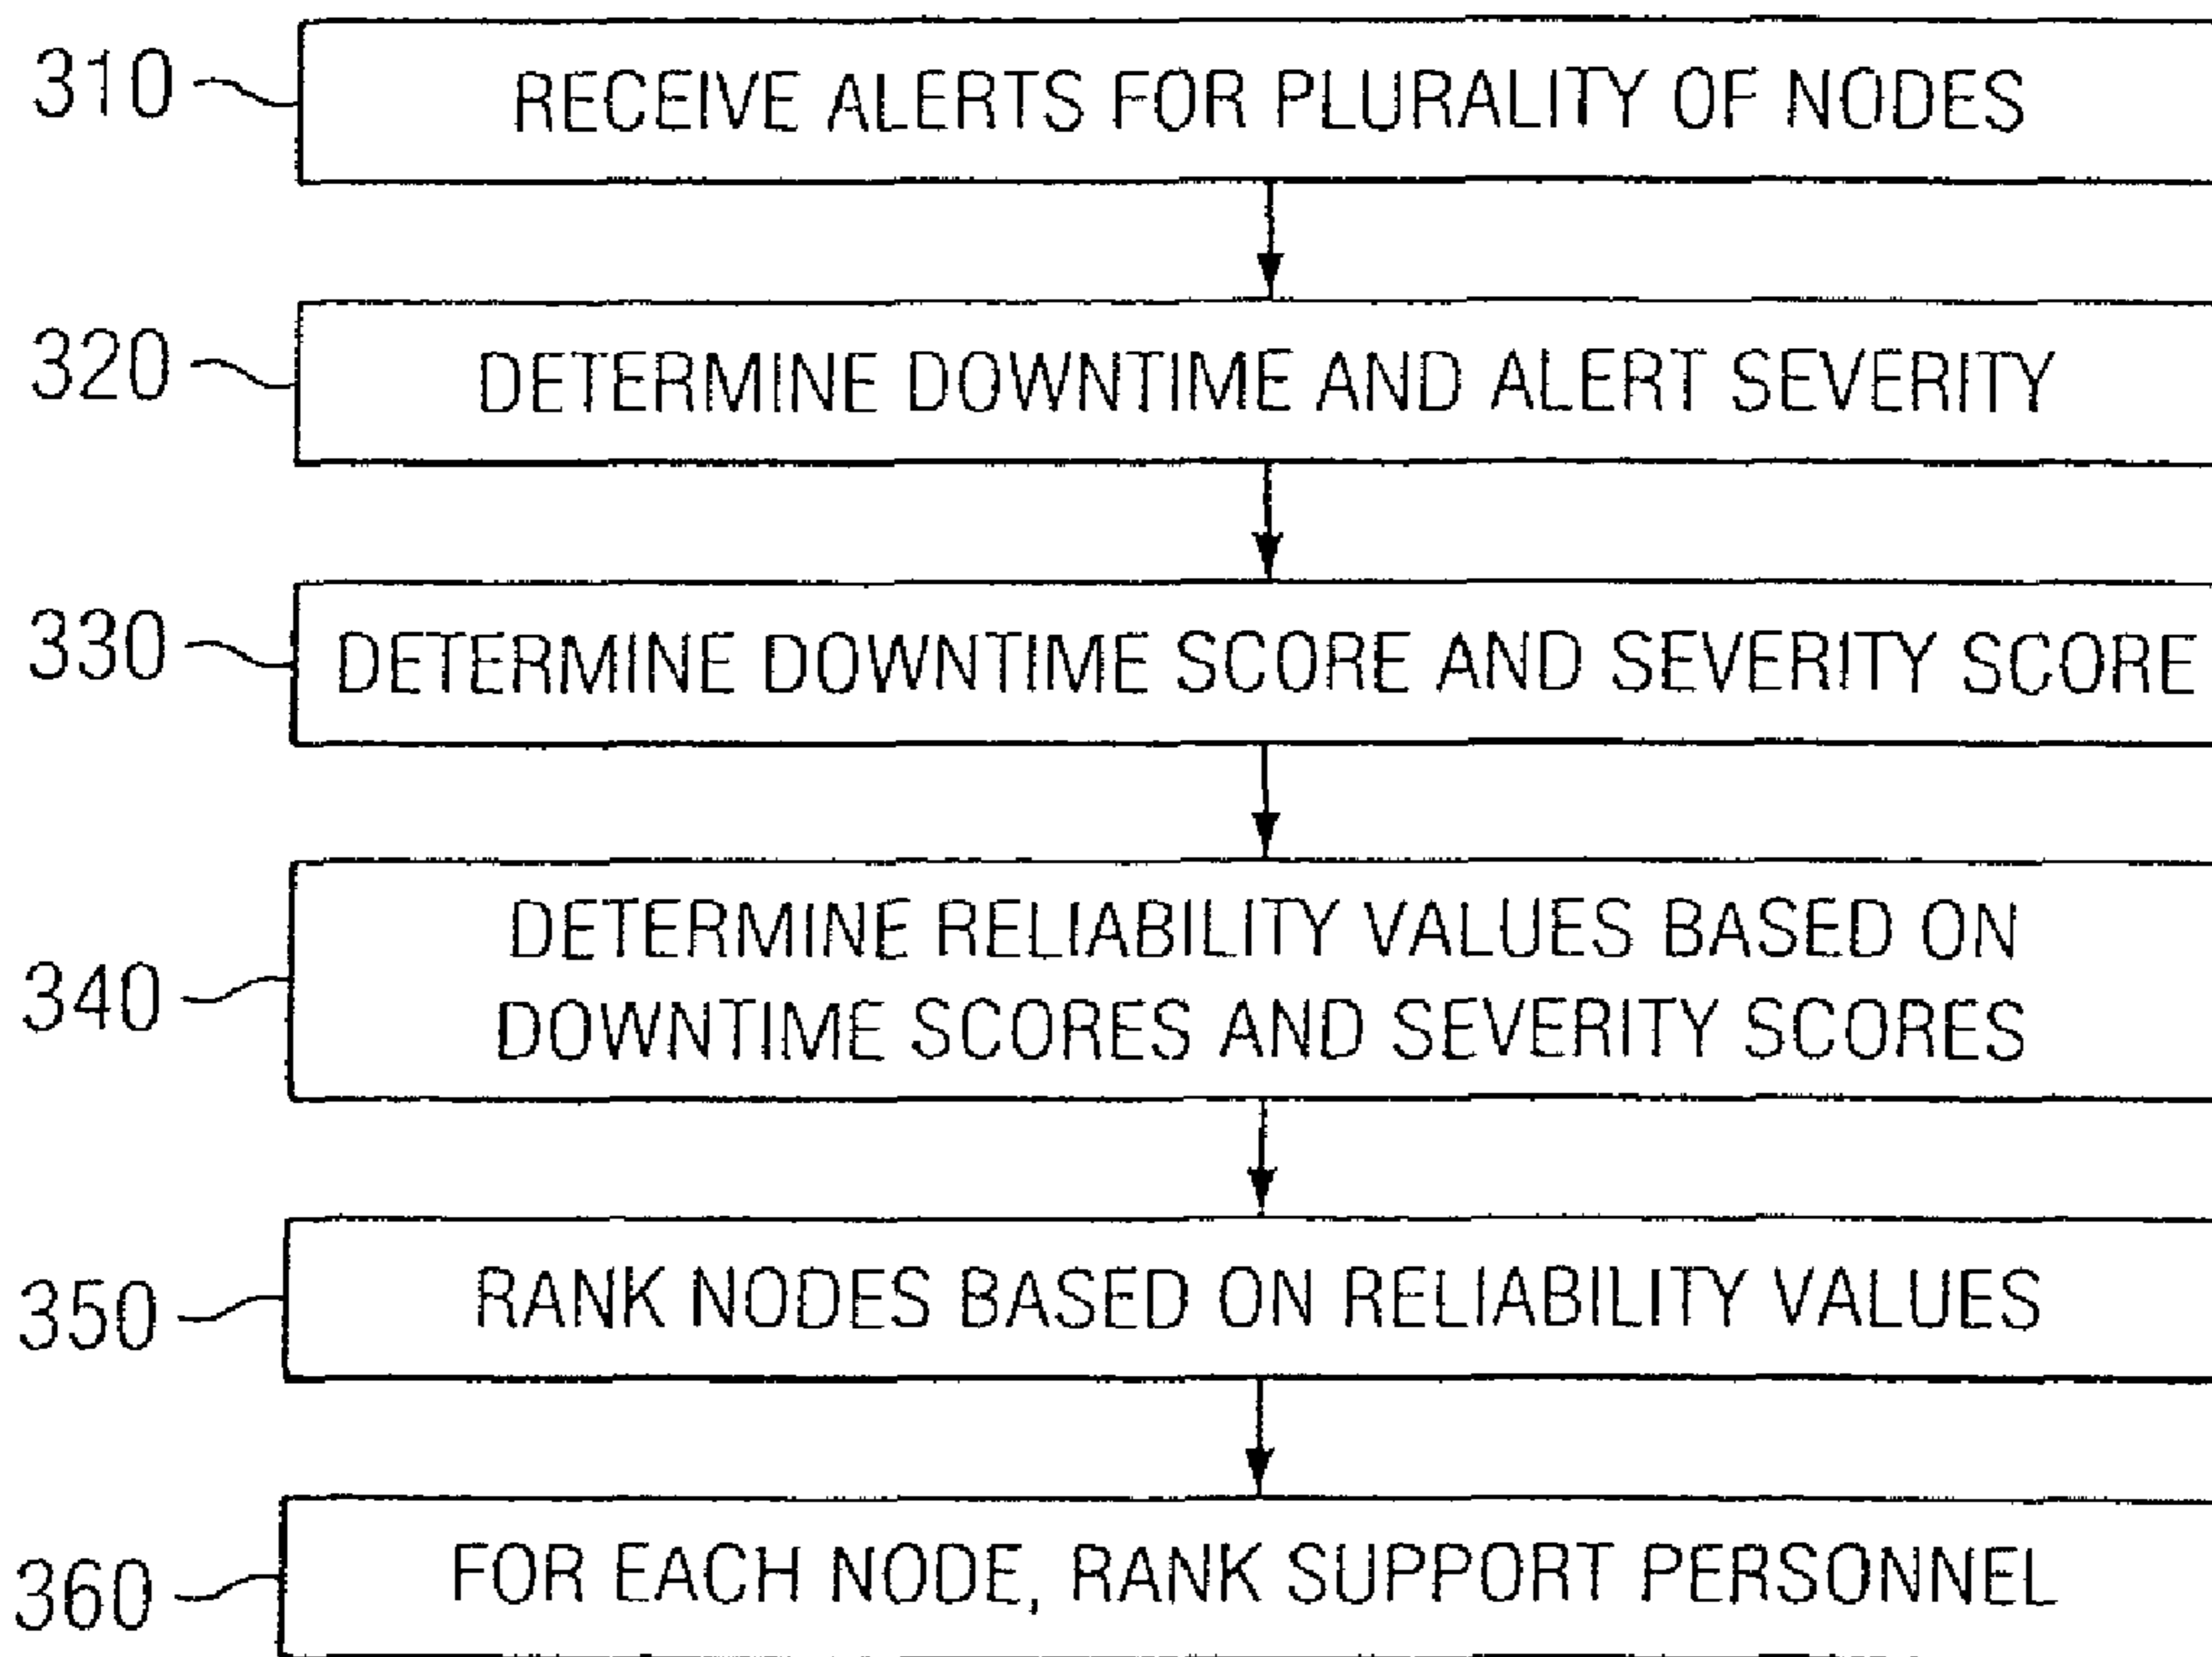 310 RECEIVE ALERTS FOR PLURALITY OF NODES
320 DETERMINE DOWNTIME AND ALERT SEVERITY
330 DETERMINE DOWNTIME SCORE AND SEVERITY SCORE
DETERMINE RELIABILITY VALUES BASED ON
340 DOWNTIME SCORES AND SEVERITY SCORES
350 RANK NODES BASED ON RELIABILITY VALUES
360 FOR EACH NODE, RANK SUPPORT PERSONNEL